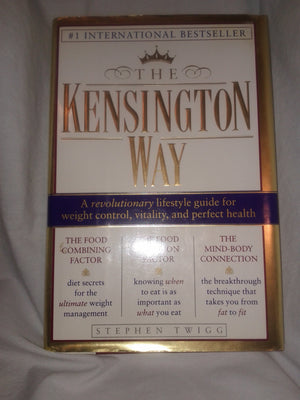 #1 INTERNATIONAL BESTSELLER
THE
KENSINGTON
WAY
A revolutionary lifestyle guide for
weight control, vitality, and perfect health
THE FOOD
COMBINING
FACTOR
diet secrets
for the
ultimate weight
management
FOOD
ON
FACTOR
knowing when
to eat is as
important as
what you eat
THE
MIND-BODY
CONNECTION
the breakthrough
technique that
takes you from
fat to fit
STEPHEN TWIGG